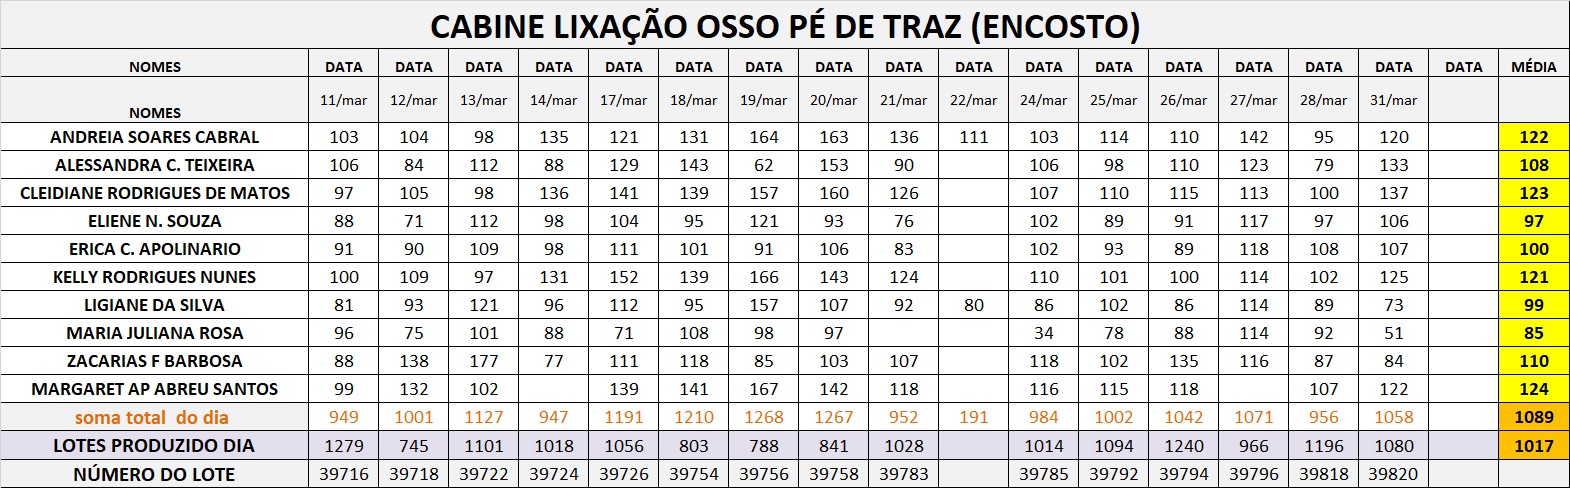 CABINE LIXAÇÃO OSSO PÉ DE TRAZ (ENCOSTO)
NOMES DATA DATA DATA DATA DATA DATA DATA DATA DATA DATA DATA DATA DATA DATA DATA DATA DATA MÉDIA
NOMES 11/mar 12/mar 13/mar 14/mar 17/mar 18/mar 19/mar 20/mar 21/mar 22/mar 24/mar 25/mar 26/mar 27/mar 28/mar 31/mar
ANDREIA SOARES CABRAL 103 104 98 135 121 131 164 163 136 111 103 114 110 142 95 120 122
ALESSANDRA C. TEIXEIRA 106 84 112 88 129 143 62 153 90 106 98 110 123 79 133 108
CLEIDIANE RODRIGUES DE MATOS 97 105 98 136 141 139 157 160 126 107 110 115 113 100 137 123
ELIENE N. SOUZA 88 71 112 98 104 95 121 93 76 102 89 91 117 97 106 97
ERICA C. APOLINARIO 91 90 109 98 111 101 91 106 83 102 93 89 118 108 107 100
KELLY RODRIGUES NUNES 100 109 97 131 152 139 166 143 124 110 101 100 114 102 125 121
LIGIANE DA SILVA 81 93 121 96 112 95 157 107 92 80 86 102 86 114 89 73 99
MARIA JULIANA ROSA 96 75 101 88 71 108 98 97 34 78 88 114 92 51 85
ZACARIAS F BARBOSA 88 138 177 77 111 118 85 103 107 118 102 135 116 87 84 110
MARGARET AP ABREU SANTOS 99 132 102 139 141 167 142 118 116 115 118 107 122 124
soma total do dia 949 1001 1127 947 1191 1210 1268 1267 952 191 984 1002 1042 1071 956 1058 1089
LOTES PRODUZIDO DIA 1279 745 1101 1018 1056 803 788 841 1028 1014 1094 1240 966 1196 1080 1017
NÚMERO DO LOTE 39716 39718 39722 39724 39726 39754 39756 39758 39783 39785 39792 39794 39796 39818 39820